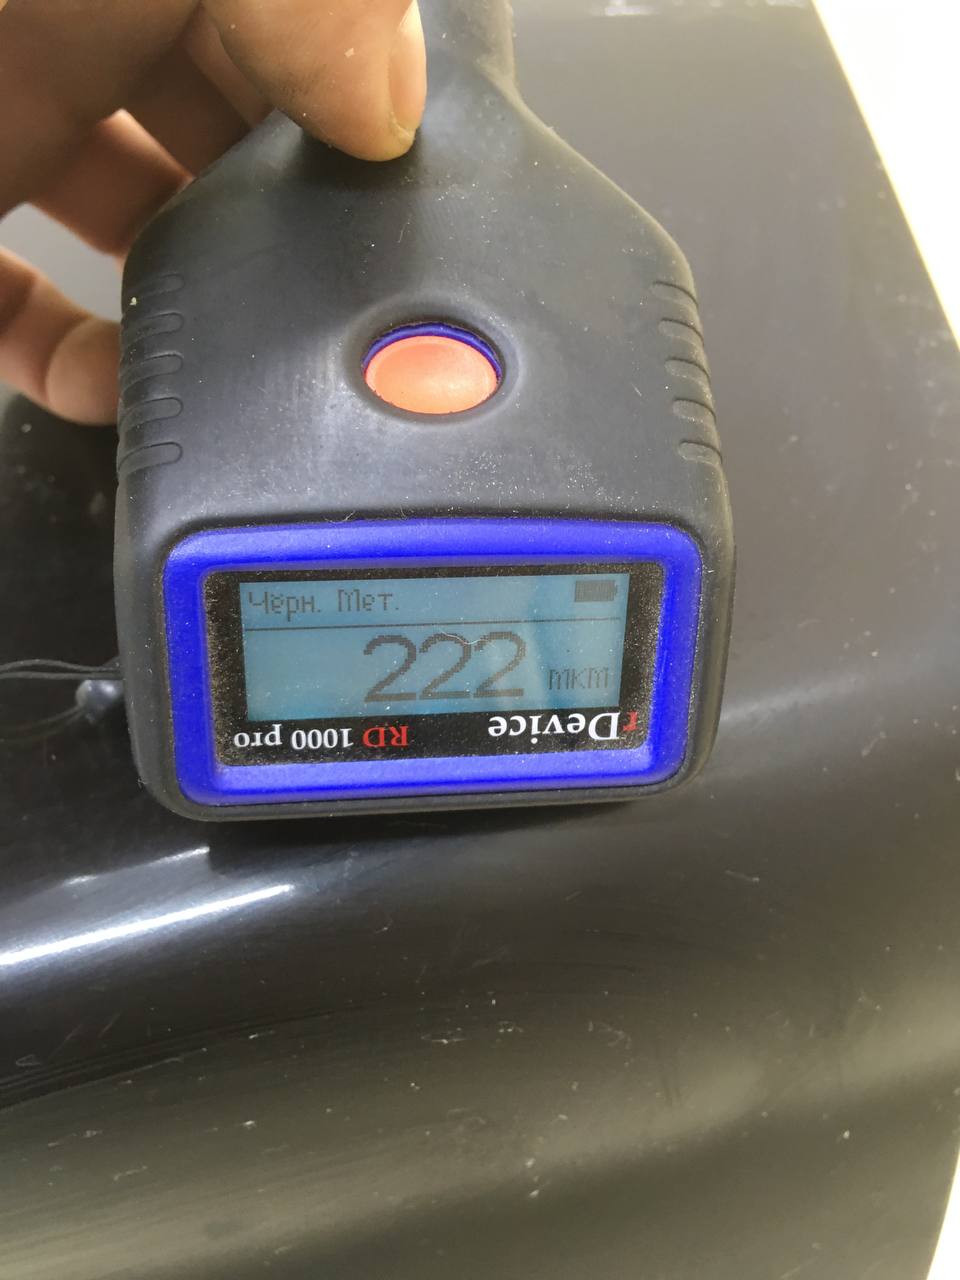 Чёрн. Мет.
222 мкм
rDevice
RD 1000 pro